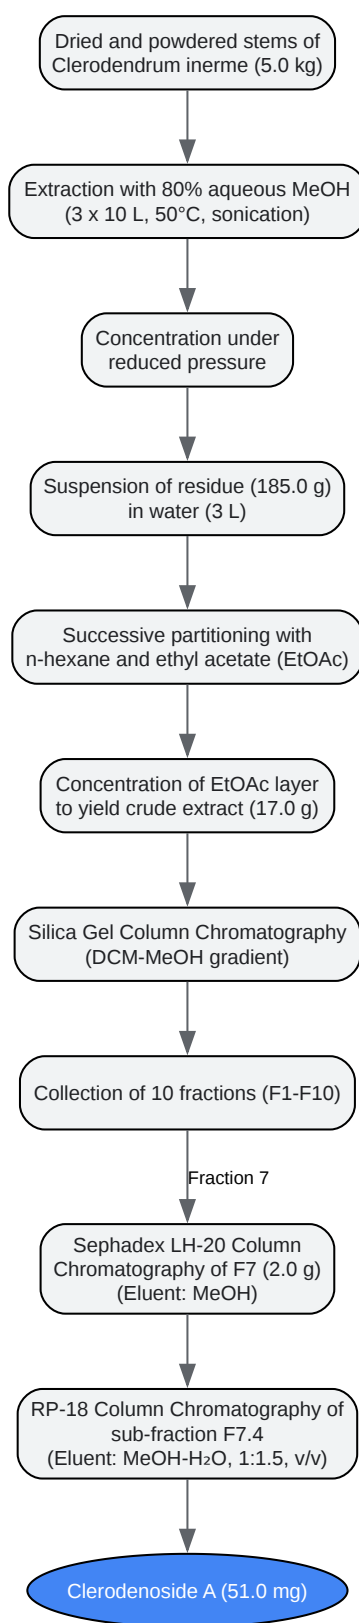 Dried and powdered stems of
Clerodendrum inerme (5.0 kg)
Extraction with 80% aqueous MeOH
(3 x 10 L, 50°C, sonication)
Concentration under
reduced pressure
Suspension of residue (185.0 g)
in water (3 L)
Successive partitioning with
n-hexane and ethyl acetate (EtOAc)
Concentration of EtOAc layer
to yield crude extract (17.0 g)
Silica Gel Column Chromatography
(DCM-MeOH gradient)
Collection of 10 fractions (F1-F10)
Fraction 7
Sephadex LH-20 Column
Chromatography of F7 (2.0 g)
(Eluent: MeOH)
RP-18 Column Chromatography of
sub-fraction F7.4
(Eluent: MeOH-H₂O, 1:1.5, v/v)
Clerodenoside A (51.0 mg)